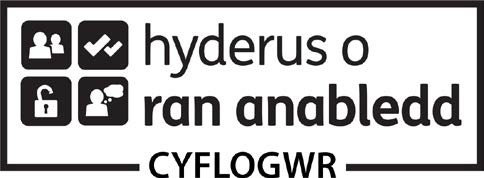 hyderus o
ran anabledd
CYFLOGWR